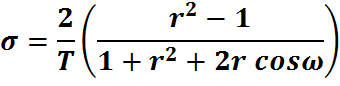 σ = 2/T ( (r² − 1) / (1 + r² + 2r cosω) )